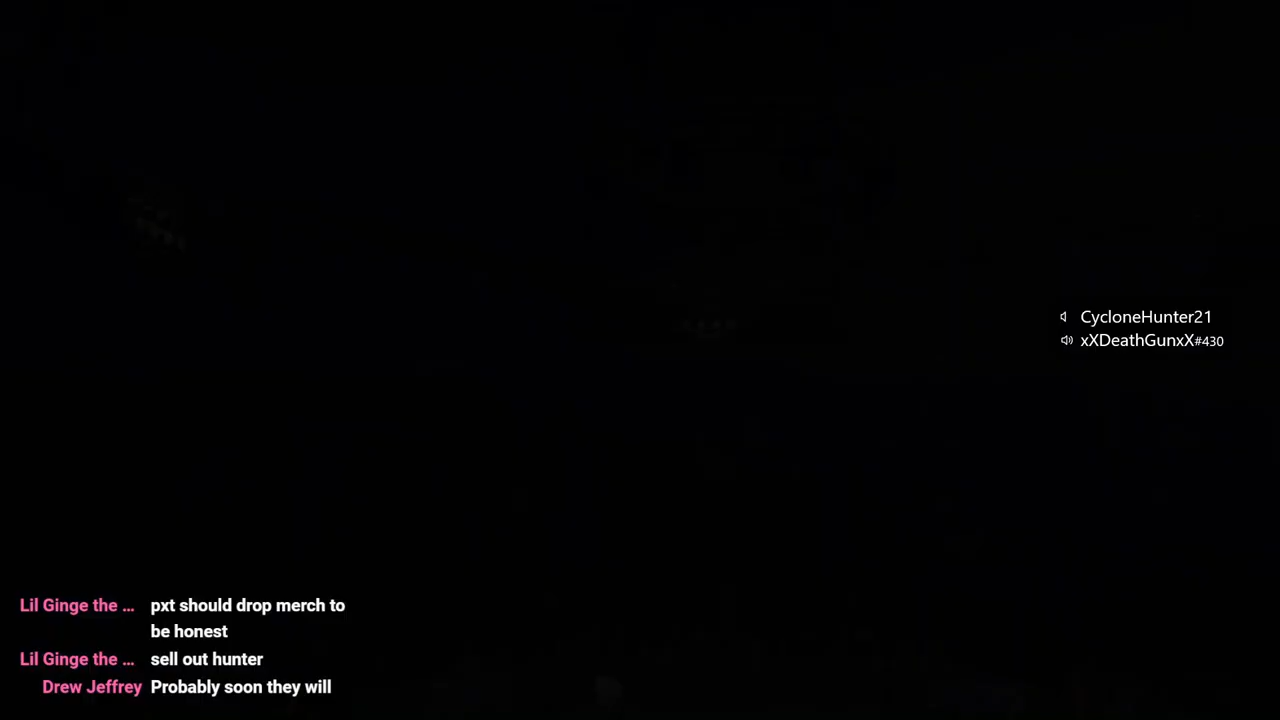 CycloneHunter21
xXDeathGunxX#430
Lil Ginge the ... pxt should drop merch to
be honest
Lil Ginge the ... sell out hunter
Drew Jeffrey Probably soon they will